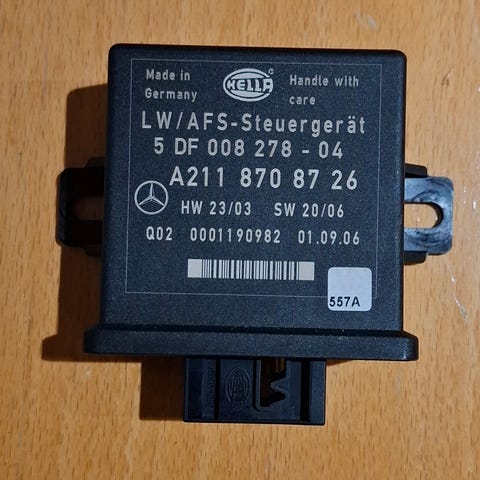 Made in
Germany
HELLA
Handle with
care
LW/AFS-Steuergerät
5 DF 008 278 - 04
A211 870 87 26
HW 23/03 SW 20/06
Q02 0001190982 01.09.06
557A
HELLA